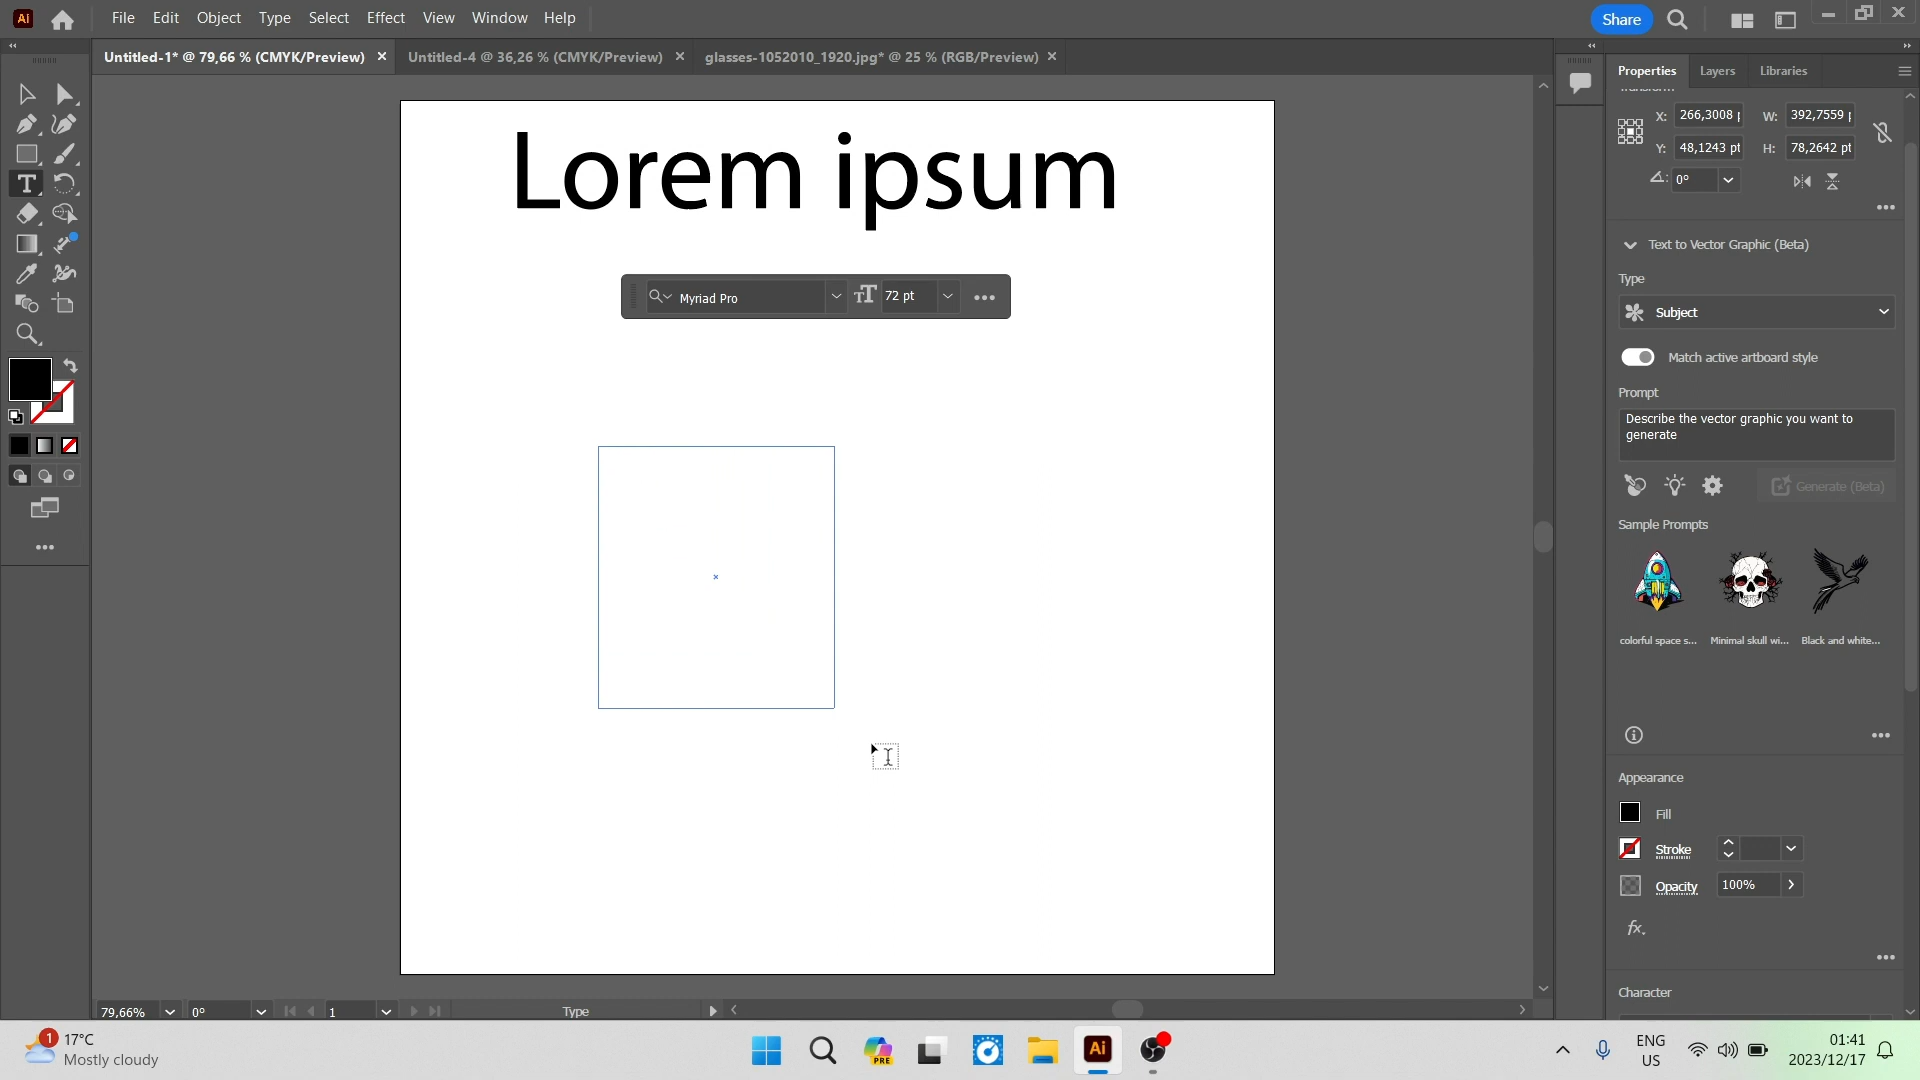 Ai File Edit Object Type Select Effect View Window Help Share
Untitled-1* @ 79,66 % (CMYK/Preview) Untitled-4 @ 36,26 % (CMYK/Preview) glasses-1052010_1920.jpg* @ 25 % (RGB/Preview)
Properties Layers Libraries
Transform
X: 266,3008 W: 392,7559
Y: 48,1243 pt H: 78,2642 pt
0°
Text to Vector Graphic (Beta)
Type
Subject
Match active artboard style
Prompt
Describe the vector graphic you want to
generate
Generate (Beta)
Sample Prompts
colorful space s... Minimal skull wi... Black and white...
Appearance
Fill
Stroke
Opacity 100%
fx.
Character
Lorem ipsum
Myriad Pro 72 pt
79,66% 0° 1 Type
1 17°C
Mostly cloudy
PRE
Ai
ENG
US
01:41
2023/12/17